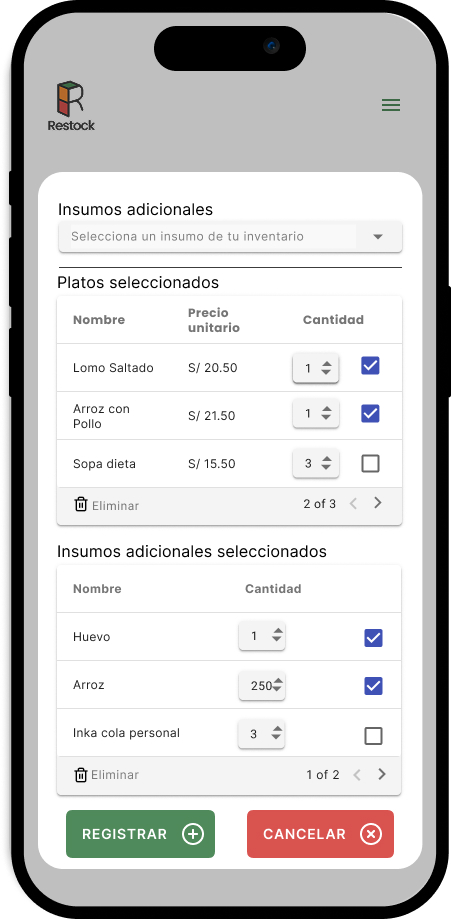 Restock
Insumos adicionales
Selecciona un insumo de tu inventario
Platos seleccionados
Nombre Precio unitario Cantidad
Lomo Saltado S/ 20.50 1
Arroz con Pollo S/ 21.50 1
Sopa dieta S/ 15.50 3
Eliminar 2 of 3
Insumos adicionales seleccionados
Nombre Cantidad
Huevo 1
Arroz 250
Inka cola personal 3
Eliminar 1 of 2
REGISTRAR CANCELAR